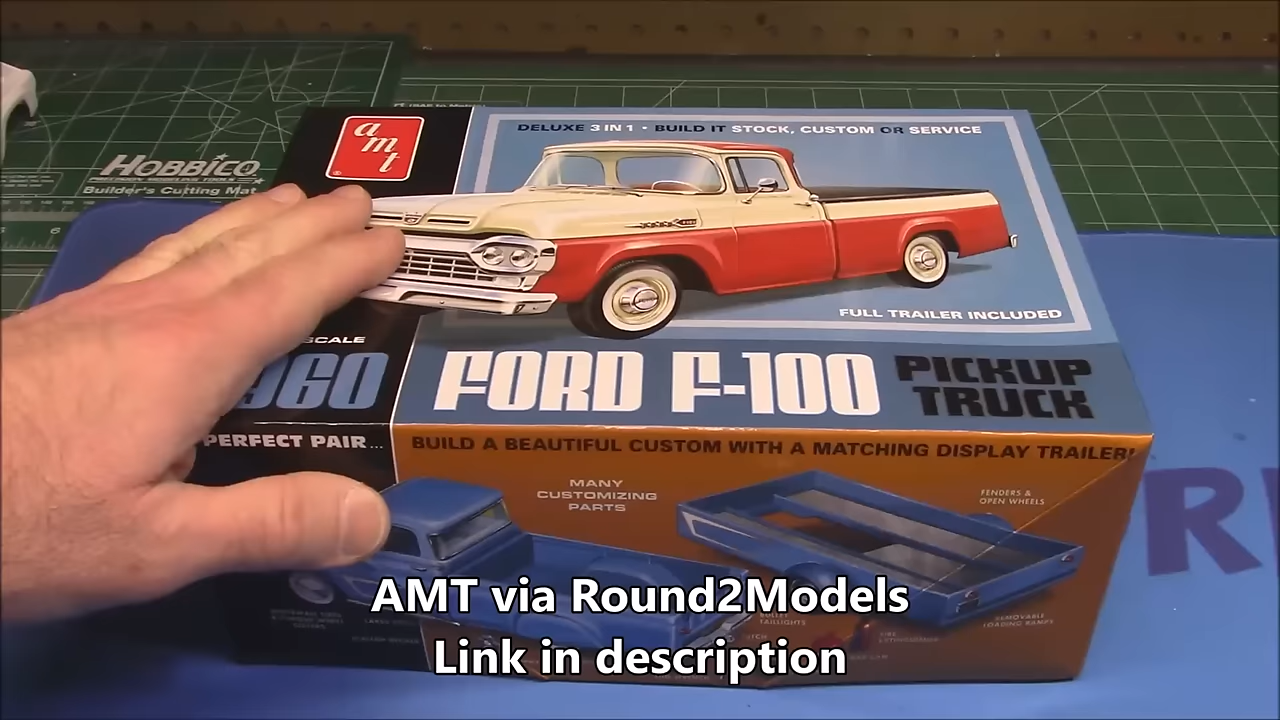 HOBBICO
Builder's Cutting Mat
amt
DELUXE 3 IN 1 • BUILD IT STOCK, CUSTOM OR SERVICE
FULL TRAILER INCLUDED
SCALE
960
FORD F-100
PICKUP
TRUCK
PERFECT PAIR...
BUILD A BEAUTIFUL CUSTOM WITH A MATCHING DISPLAY TRAILER!
MANY
CUSTOMIZING
PARTS
FENDERS &
OPEN WHEELS
REMOVABLE
LOADING RAMPS
TAILLIGHTS
AMT via Round2Models
Link in description